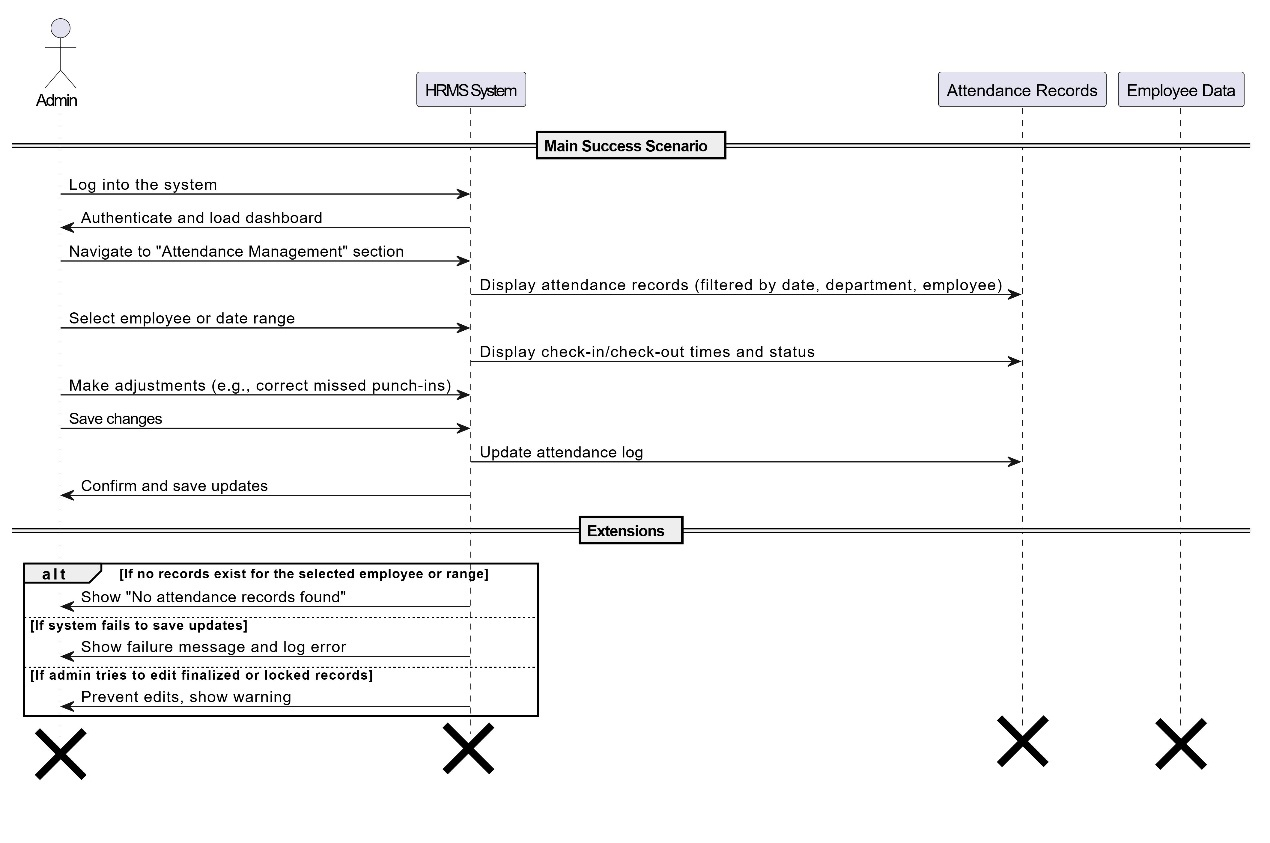 Admin
HRMS System
Attendance Records
Employee Data
Main Success Scenario
Log into the system
Authenticate and load dashboard
Navigate to "Attendance Management" section
Display attendance records (filtered by date, department, employee)
Select employee or date range
Display check-in/check-out times and status
Make adjustments (e.g., correct missed punch-ins)
Save changes
Update attendance log
Confirm and save updates
Extensions
alt [If no records exist for the selected employee or range]
Show "No attendance records found"
[If system fails to save updates]
Show failure message and log error
[If admin tries to edit finalized or locked records]
Prevent edits, show warning